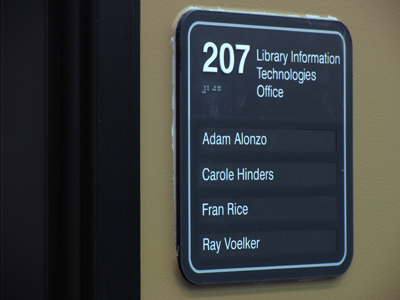 207 Library Information
Technologies
Office
Adam Alonzo
Carole Hinders
Fran Rice
Ray Voelker